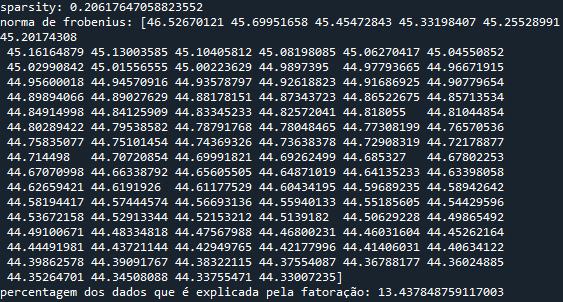 sparsity: 0.20617647058823552
norma de frobenius: [46.52670121 45.69951658 45.45472843 45.33198407 45.25528991
45.20174308
 45.16164879 45.13003585 45.10405812 45.08198085 45.06270417 45.04550852
 45.02990842 45.01556555 45.00223629 44.9897395  44.97793665 44.96671915
 44.95600018 44.94570916 44.93578797 44.92618823 44.91686925 44.90779654
 44.89894066 44.89027629 44.88178151 44.87343723 44.86522675 44.85713534
 44.84914998 44.84125909 44.83345233 44.82572041 44.818055   44.81044854
 44.80289422 44.79538582 44.78791768 44.78048465 44.77308199 44.76570536
 44.75835077 44.75101454 44.74369326 44.73638378 44.72908319 44.72178877
 44.714498   44.70720854 44.69991821 44.69262499 44.685327   44.67802253
 44.67070998 44.66338792 44.65605505 44.64871019 44.64135233 44.63398058
 44.62659421 44.6191926  44.61177529 44.60434195 44.59689235 44.58942642
 44.58194417 44.57444574 44.56693136 44.55940133 44.55185605 44.54429596
 44.53672158 44.52913344 44.52153212 44.5139182  44.50629228 44.49865492
 44.49100671 44.48334818 44.47567988 44.46800231 44.46031604 44.45262164
 44.44491981 44.43721144 44.42949765 44.42177996 44.41406031 44.40634122
 44.39862578 44.39091767 44.38322115 44.37554087 44.36788177 44.36024885
 44.35264701 44.34508088 44.33755471 44.33007235]
percentagem dos dados que é explicada pela fatoração: 13.437848759117003